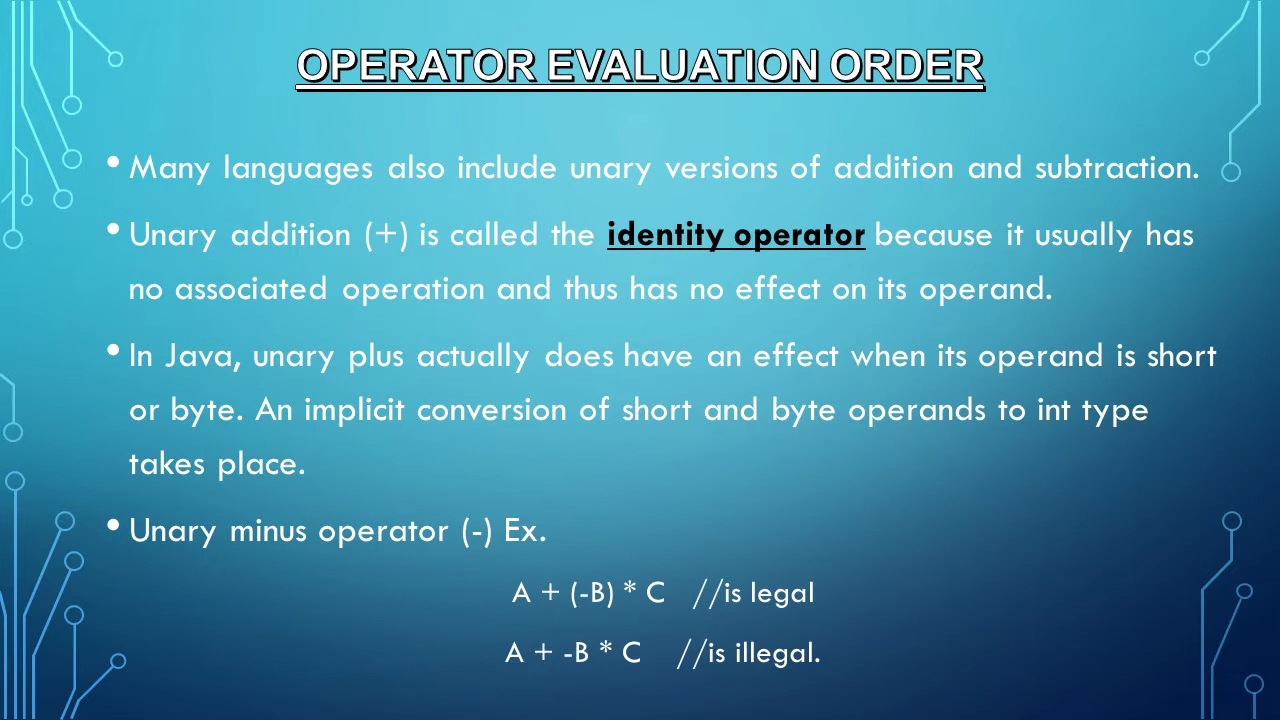 OPERATOR EVALUATION ORDER
• Many languages also include unary versions of addition and subtraction.
• Unary addition (+) is called the identity operator because it usually has
no associated operation and thus has no effect on its operand.
• In Java, unary plus actually does have an effect when its operand is short
or byte. An implicit conversion of short and byte operands to int type
takes place.
• Unary minus operator (-) Ex.
A + (-B) * C //is legal
A + -B * C //is illegal.